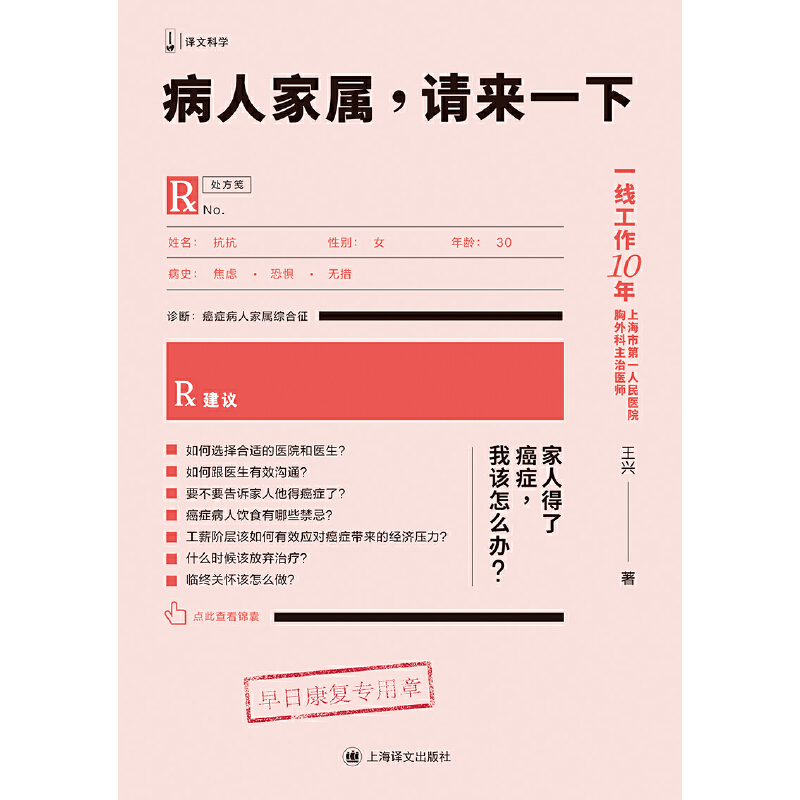 译文科学
病人家属，请来一下
Rx 处方笺
No.
姓名： 抗抗 性别： 女 年龄： 30
病史： 焦虑 · 恐惧 · 无措
诊断：癌症病人家属综合征
Rx 建议
如何选择合适的医院和医生？
如何跟医生有效沟通？
要不要告诉家人他得癌症了？
癌症病人饮食有哪些禁忌？
工薪阶层该如何有效应对癌症带来的经济压力？
什么时候该放弃治疗？
临终关怀该怎么做？
点此查看锦囊
家人得了
癌症，
我该怎么办？
一线工作10年
上海市第一人民医院
胸外科主治医师
王兴 著
早日康复专用章
上海译文出版社